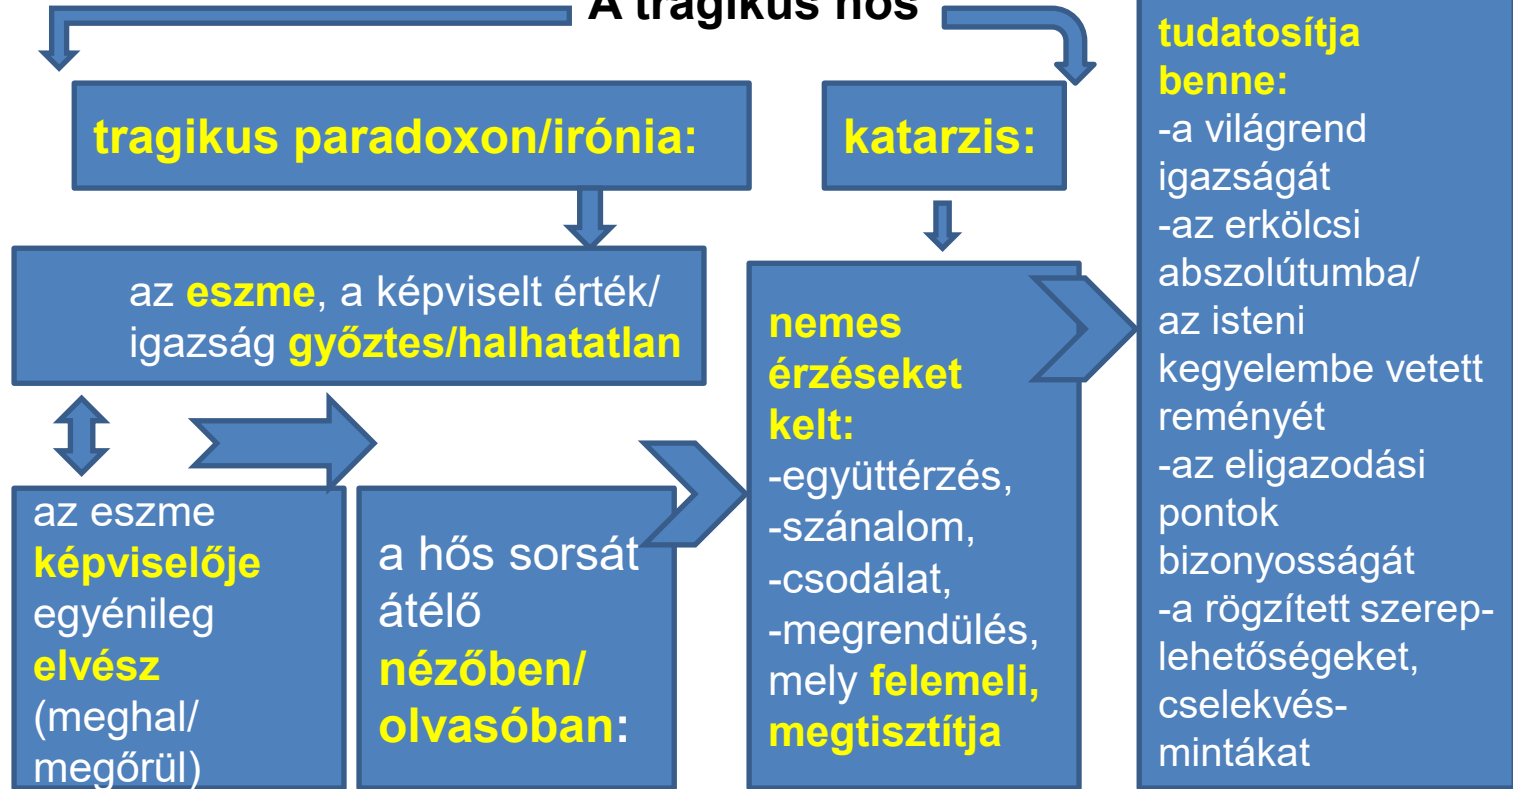 A tragikus hős
tragikus paradoxon/irónia:
katarzis:
az eszme, a képviselt érték/
igazság győztes/halhatatlan
az eszme
képviselője
egyénileg
elvész
(meghal/
megőrül)
a hős sorsát
átélő
nézőben/
olvasóban:
nemes
érzéseket
kelt:
-együttérzés,
-szánalom,
-csodálat,
-megrendülés,
mely felemeli,
megtisztítja
tudatosítja
benne:
-a világrend
igazságát
-az erkölcsi
abszolútumba/
az isteni
kegyelembe vetett
reményét
-az eligazodási
pontok
bizonyosságát
-a rögzített szerep-
lehetőségeket,
cselekvés-
mintákat